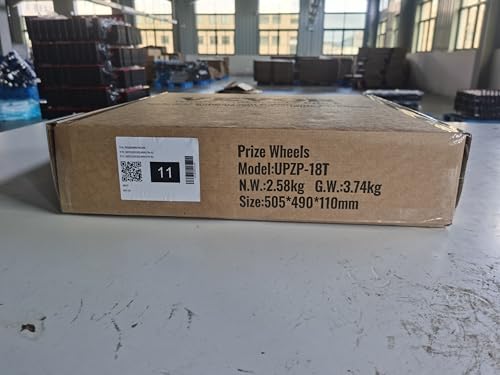 11
Prize Wheels
Model:UPZP-18T
N.W.:2.58kg G.W.:3.74kg
Size:505*490*110mm